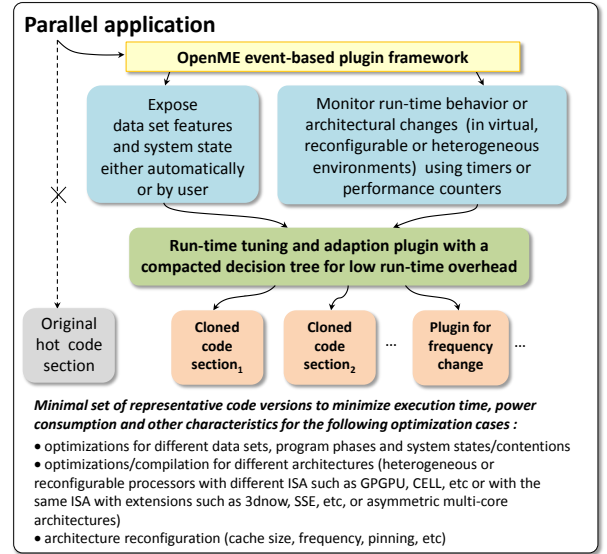 Parallel application
OpenME event-based plugin framework
Expose
data set features
and system state
either automatically
or by user
Monitor run-time behavior or
architectural changes (in virtual,
reconfigurable or heterogeneous
environments) using timers or
performance counters
Run-time tuning and adaption plugin with a
compacted decision tree for low run-time overhead
Original
hot code
section
Cloned
code
section1
Cloned
code
section2
...
Plugin for
frequency
change
...
Minimal set of representative code versions to minimize execution time, power
consumption and other characteristics for the following optimization cases :
• optimizations for different data sets, program phases and system states/contentions
• optimizations/compilation for different architectures (heterogeneous or
reconfigurable processors with different ISA such as GPGPU, CELL, etc or with the
same ISA with extensions such as 3dnow, SSE, etc, or asymmetric multi-core
architectures)
• architecture reconfiguration (cache size, frequency, pinning, etc)